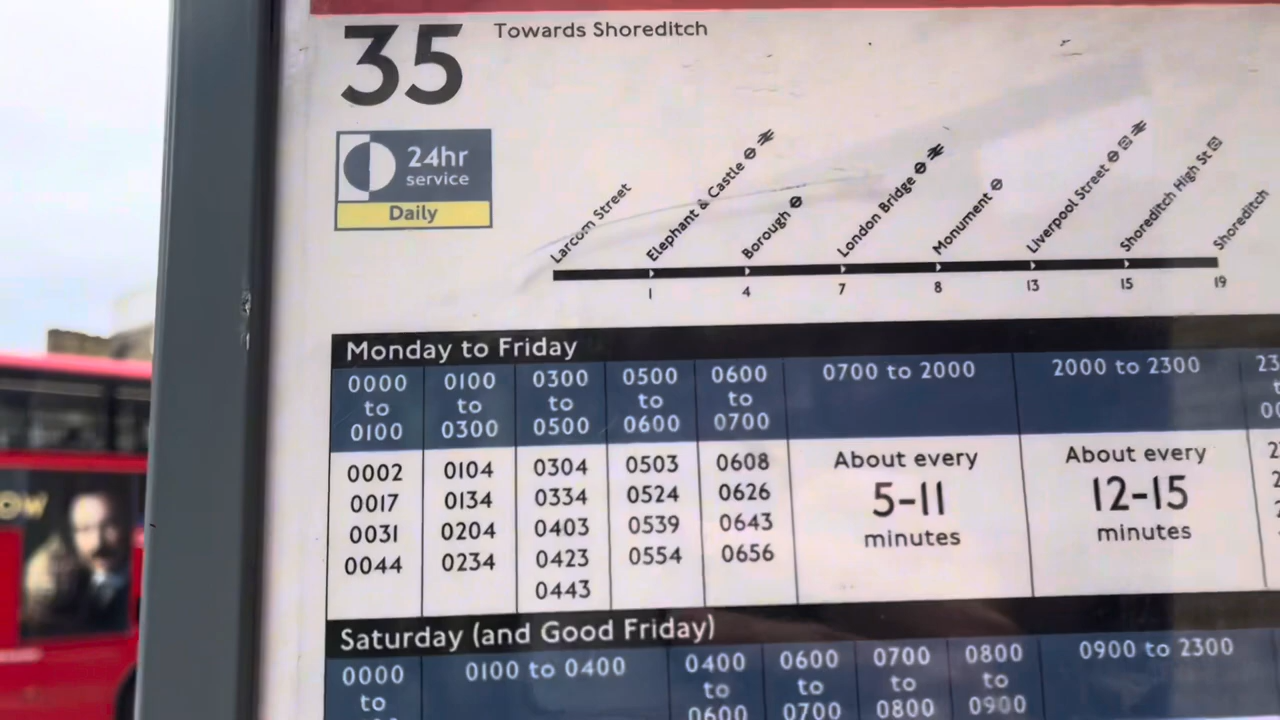 35
Towards Shoreditch
24hr
service
Daily
Larcom Street
Elephant & Castle
Borough
London Bridge
Monument
Liverpool Street
Shoreditch High St
Shoreditch
1 4 7 8 13 15 19
Monday to Friday
0000 to 0100
0100 to 0300
0300 to 0500
0500 to 0600
0600 to 0700
0700 to 2000
2000 to 2300
0002 0104 0304 0503 0608
0017 0134 0334 0524 0626
0031 0204 0403 0539 0643
0044 0234 0423 0554 0656
0443
About every
5-11
minutes
About every
12-15
minutes
Saturday (and Good Friday)
0000 to
0100 to 0400
0400 to 0600
0600 to 0700
0700 to 0800
0800 to 0900
0900 to 2300